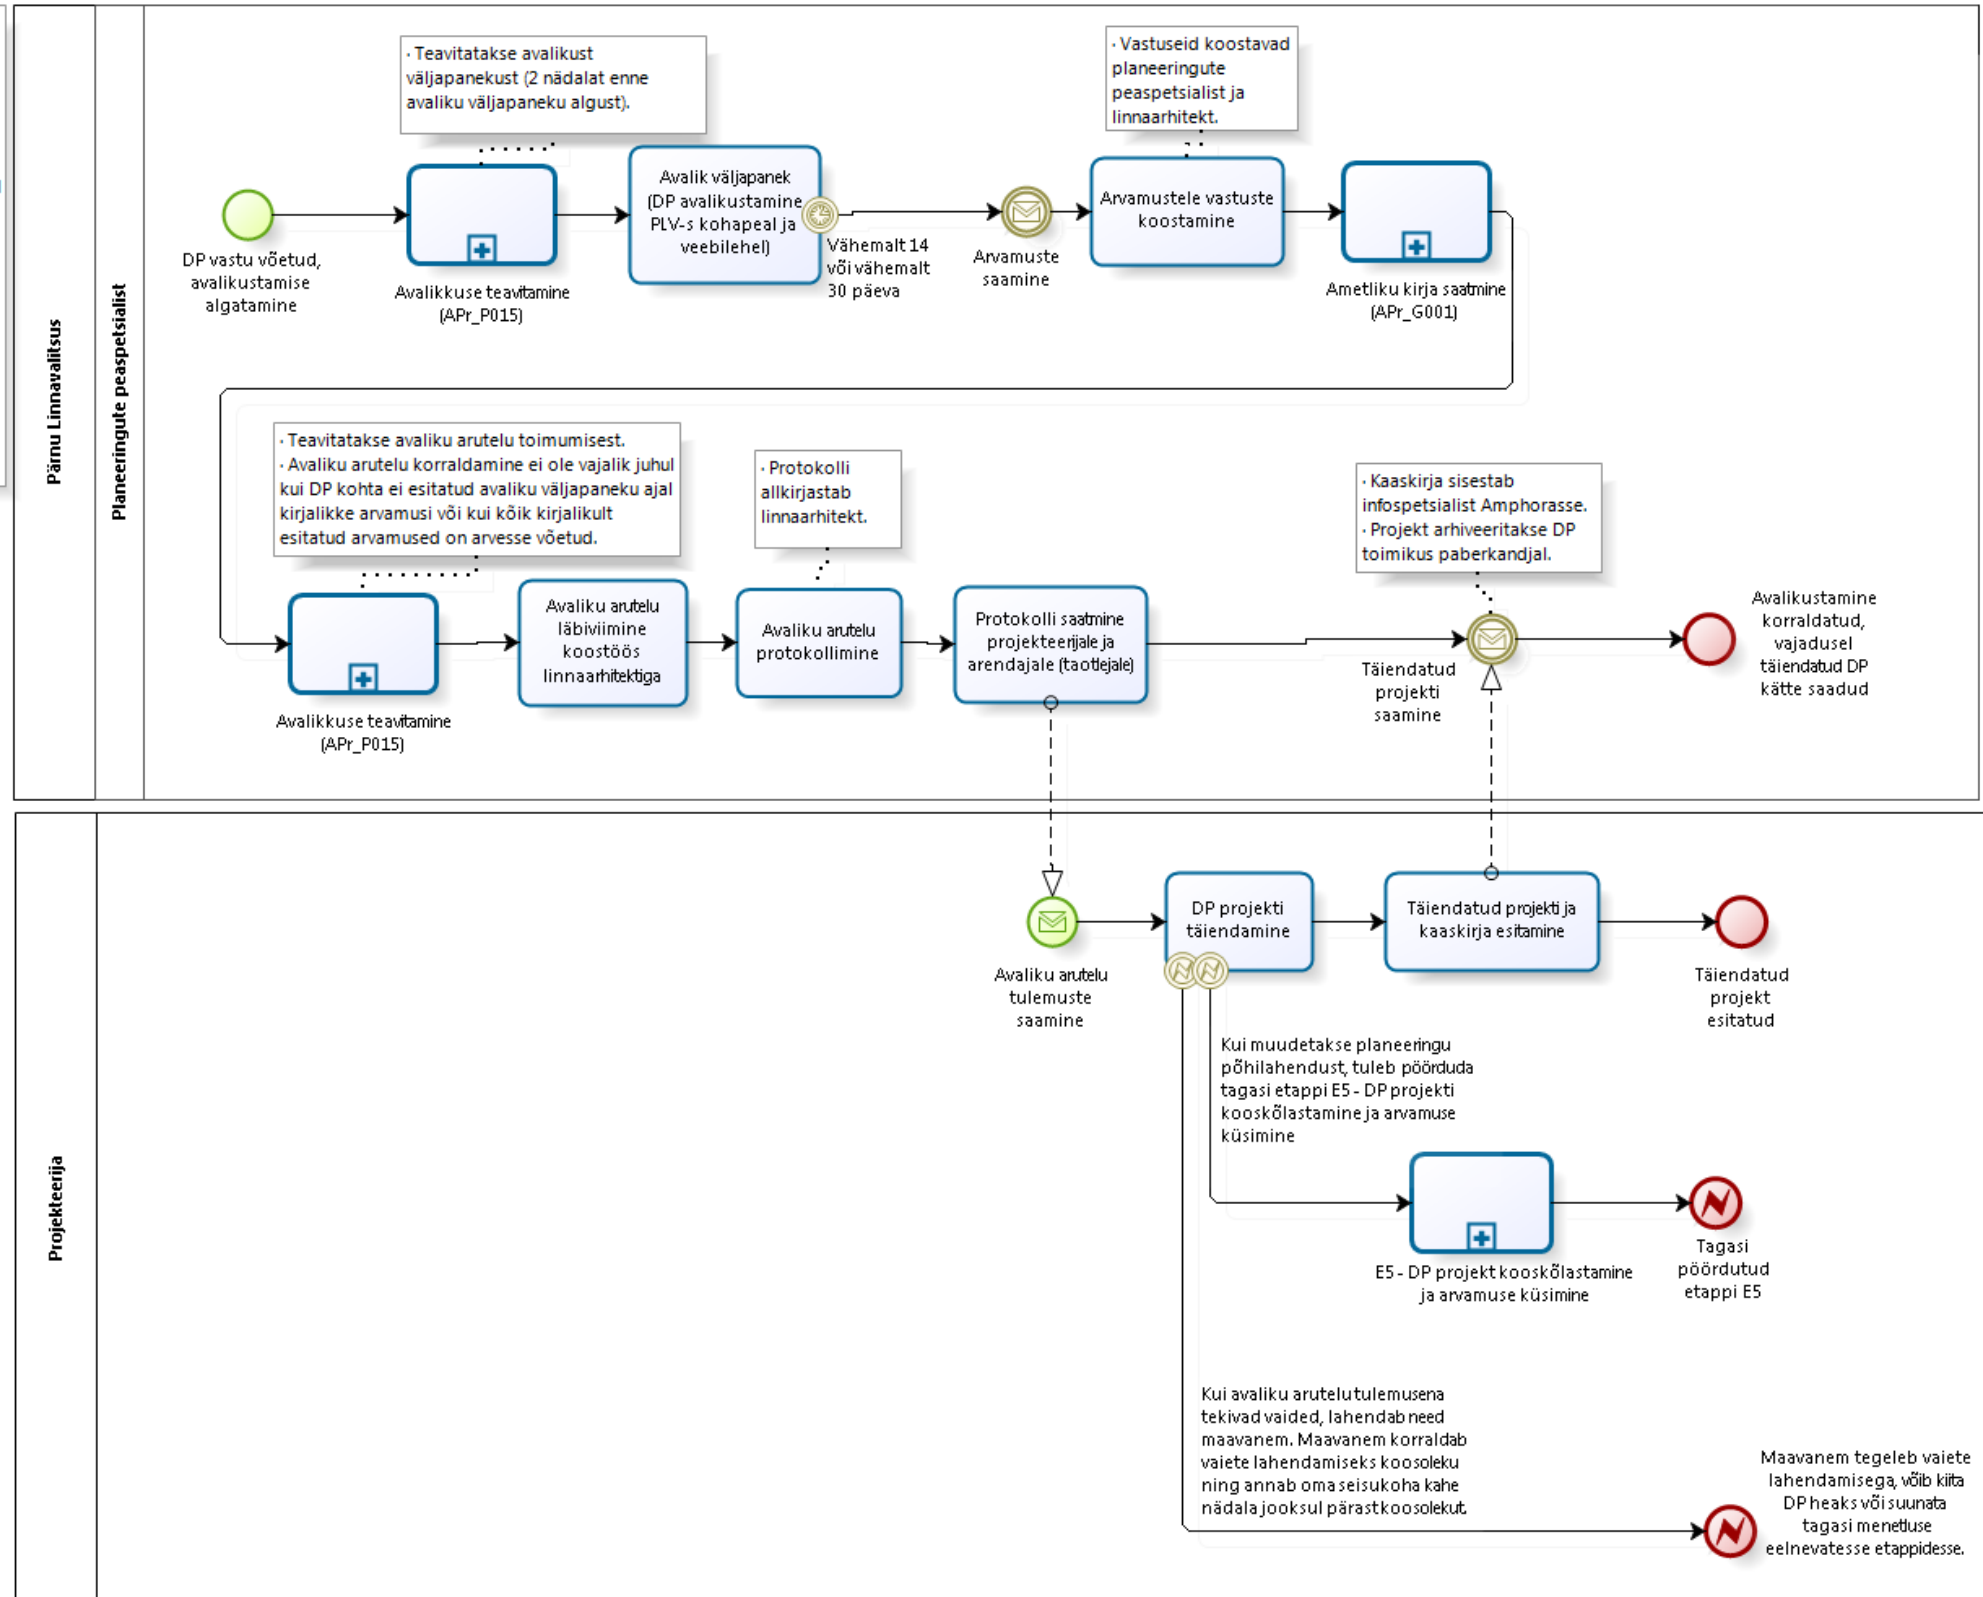 Pärnu Linnavalitsus
Planeeringute peaspetsialist
· Teavitatakse avalikust
väljapanekust (2 nädalat enne
avaliku väljapaneku algust).
· Vastuseid koostavad
planeeringute
peaspetsialist ja
linnaarhitekt.
DP vastu võetud,
avalikustamise
algatamine
Avalikkuse teavitamine
(APr_P015)
Avalik väljapanek
(DP avalikustamine
PLV-s kohapeal ja
veebilehel)
Vähemalt 14
või vähemalt
30 päeva
Arvamuste
saamine
Arvamustele vastuste
koostamine
Ametliku kirja saatmine
(APr_G001)
· Teavitatakse avaliku arutelu toimumisest.
· Avaliku arutelu korraldamine ei ole vajalik juhul
kui DP kohta ei esitatud avaliku väljapaneku ajal
kirjalikke arvamusi või kui kõik kirjalikult
esitatud arvamused on arvesse võetud.
· Protokolli
allkirjastab
linnaarhitekt.
· Kaaskirja sisestab
infospetsialist Amphorasse.
· Projekt arhiveeritakse DP
toimikus paberkandjal.
Avalikkuse teavitamine
(APr_P015)
Avaliku arutelu
läbiviimine
koostöös
linnaarhitektiga
Avaliku arutelu
protokollimine
Protokolli saatmine
projekteerijale ja
arendajale (taotlejale)
Täiendatud
projekti
saamine
Avalikustamine
korraldatud,
vajadusel
täiendatud DP
kätte saadud
Projekteerija
Avaliku arutelu
tulemuste
saamine
DP projekti
täiendamine
Täiendatud projekti ja
kaaskirja esitamine
Täiendatud
projekt
esitatud
Kui muudetakse planeeringu
põhilahendust, tuleb pöörduda
tagasi etappi E5 - DP projekti
kooskõlastamine ja arvamuse
küsimine
E5 - DP projekt kooskõlastamine
ja arvamuse küsimine
Tagasi
pöördutud
etappi E5
Kui avaliku arutelu tulemusena
tekivad vaided, lahendab need
maavanem. Maavanem korraldab
vaiete lahendamiseks koosoleku
ning annab oma seisukoha kahe
nädala jooksul pärast koosolekut.
Maavanem tegeleb vaiete
lahendamisega, võib kiita
DP heaks või suunata
tagasi menetluse
eelnevatesse etappidesse.